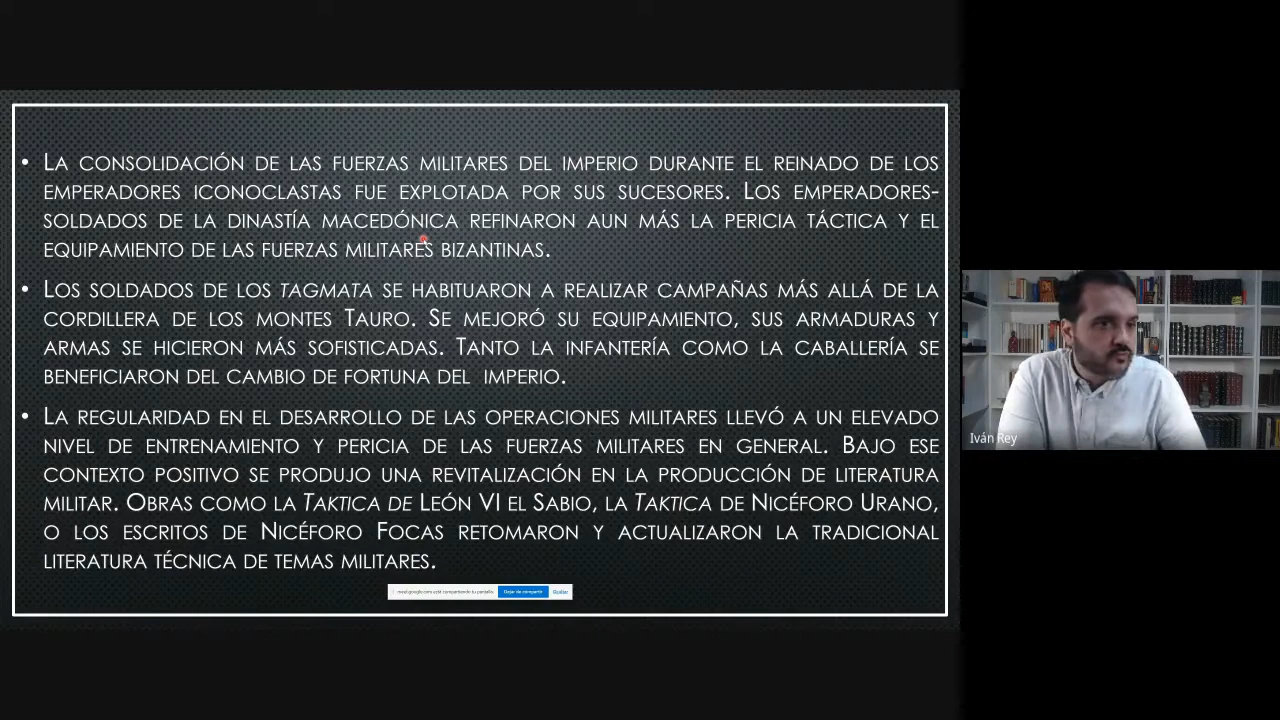 • La consolidación de las fuerzas militares del imperio durante el reinado de los
emperadores iconoclastas fue explotada por sus sucesores. Los emperadores-
soldados de la dinastía macedónica refinaron aun más la pericia táctica y el
equipamiento de las fuerzas militares bizantinas.
• Los soldados de los tagmata se habituaron a realizar campañas más allá de la
cordillera de los montes Tauro. Se mejoró su equipamiento, sus armaduras y
armas se hicieron más sofisticadas. Tanto la infantería como la caballería se
beneficiaron del cambio de fortuna del imperio.
• La regularidad en el desarrollo de las operaciones militares llevó a un elevado
nivel de entrenamiento y pericia de las fuerzas militares en general. Bajo ese
contexto positivo se produjo una revitalización en la producción de literatura
militar. Obras como la Taktica de León VI el Sabio, la Taktica de Nicéforo Urano,
o los escritos de Nicéforo Focas retomaron y actualizaron la tradicional
literatura técnica de temas militares.
meet.google.com está compartiendo tu pantalla. Dejar de compartir Ocultar
Iván Rey